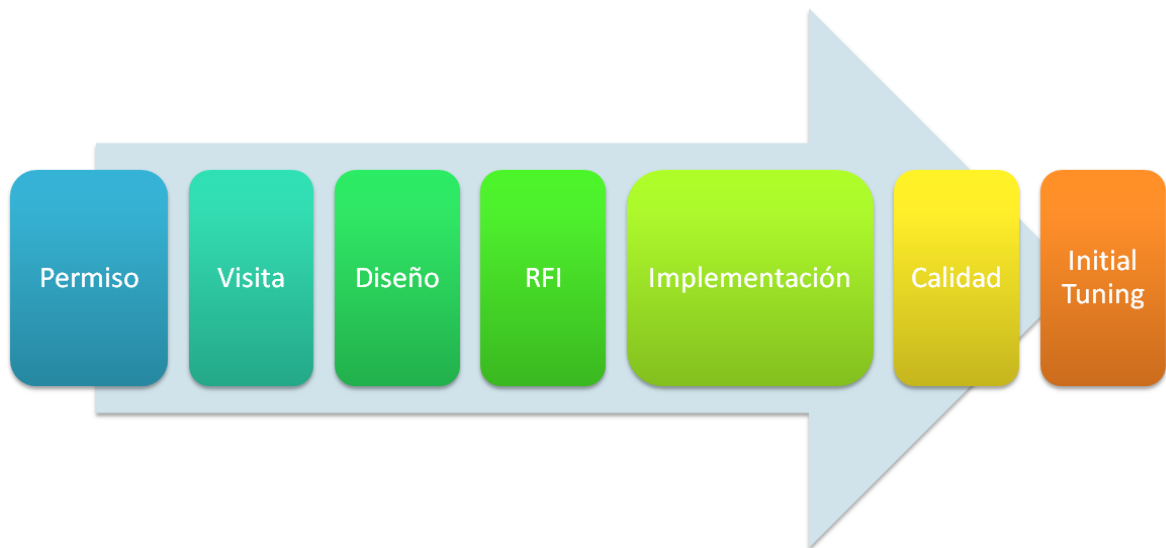 Permiso
Visita
Diseño
RFI
Implementación
Calidad
Initial
Tuning